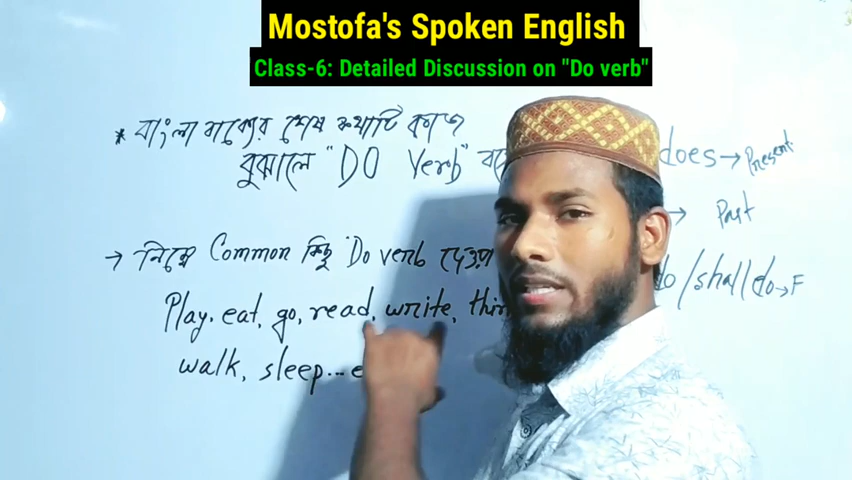 Mostofa's Spoken English
Class-6: Detailed Discussion on "Do verb"
* বাংলা বাক্যের শেষ কথাটি কাজ
বুঝালে "DO Verb"
does → Present
→ Past
do/shall do → F
→ নিম্নে Common কিছু Do verb দেওয়া
Play. eat, go, read, write,
walk, sleep...